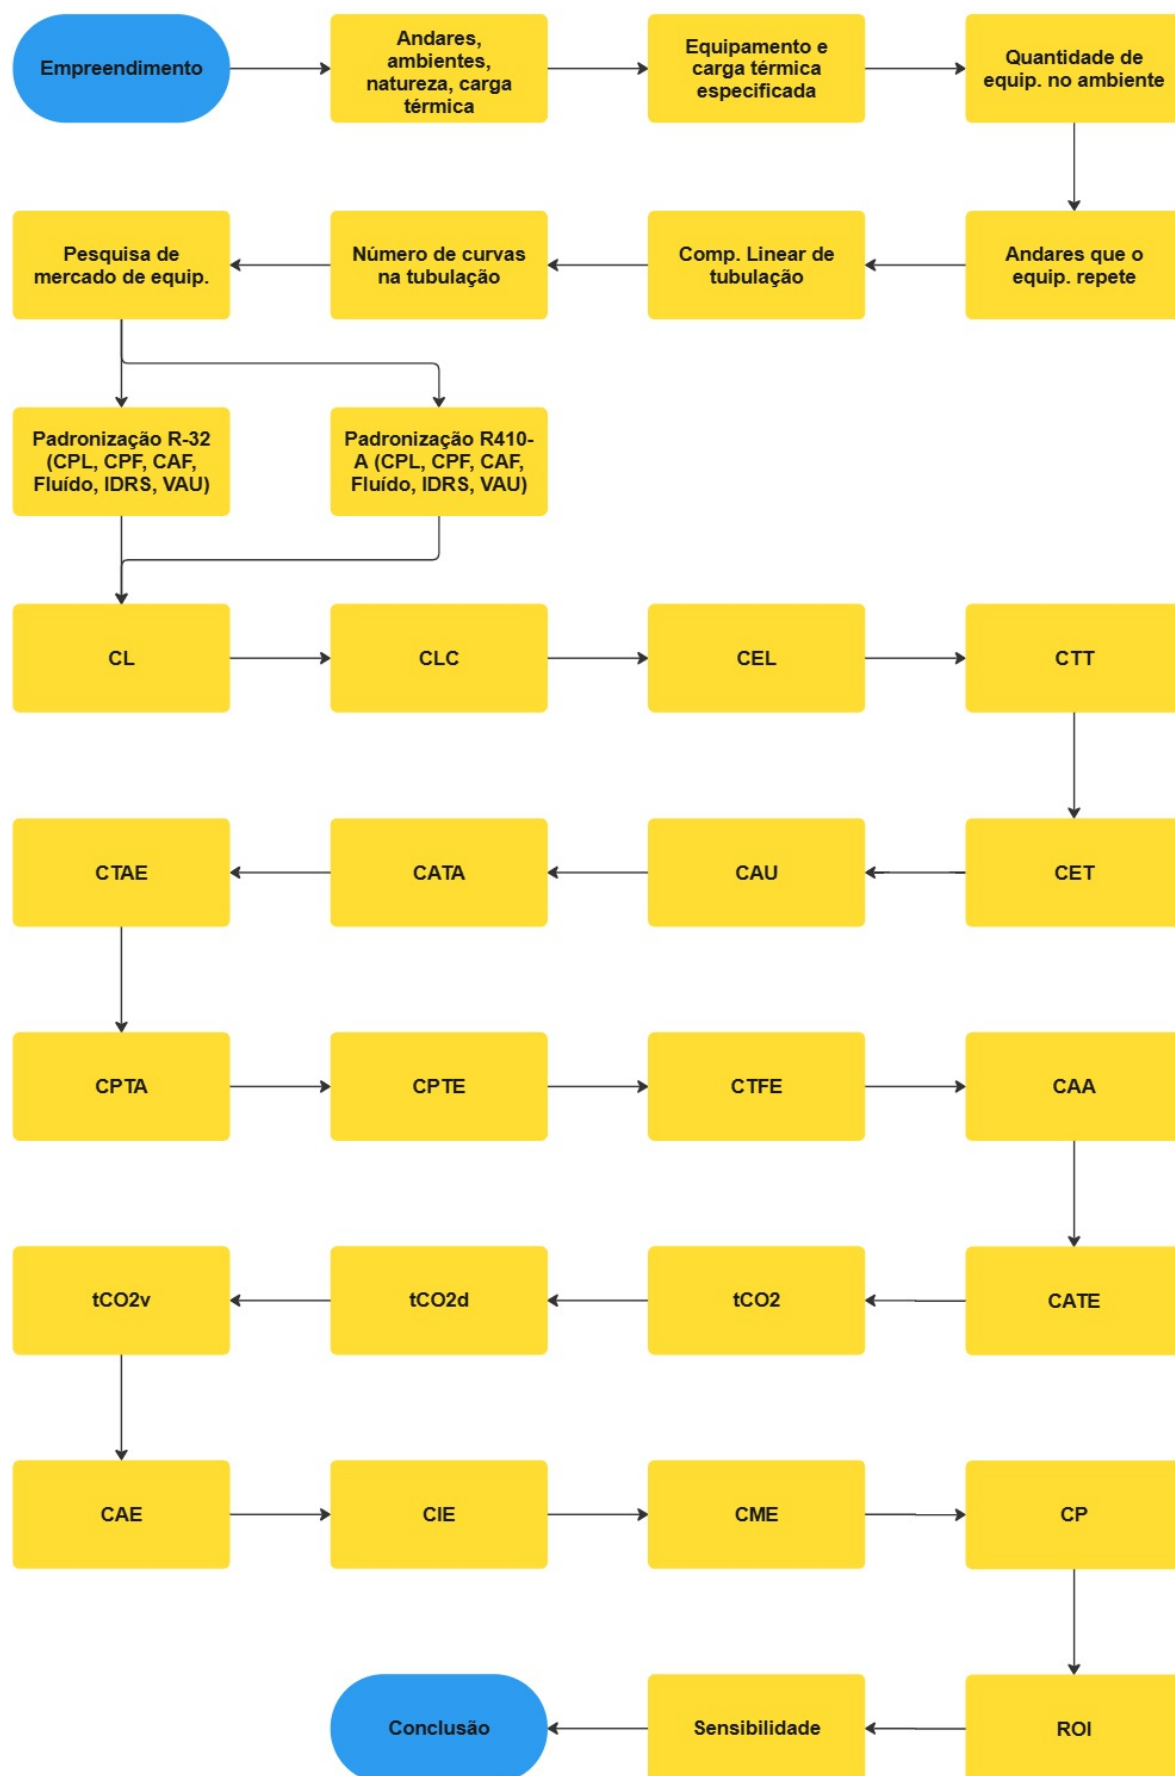 Empreendimento
Andares,
ambientes,
natureza, carga
térmica
Equipamento e
carga térmica
especificada
Quantidade de
equip. no ambiente
Andares que o
equip. repete
Comp. Linear de
tubulação
Número de curvas
na tubulação
Pesquisa de
mercado de equip.
Padronização R-32
(CPL, CPF, CAF,
Fluído, IDRS, VAU)
Padronização R410-
A (CPL, CPF, CAF,
Fluído, IDRS, VAU)
CL
CLC
CEL
CTT
CET
CAU
CATA
CTAE
CPTA
CPTE
CTFE
CAA
CATE
tCO2
tCO2d
tCO2v
CAE
CIE
CME
CP
ROI
Sensibilidade
Conclusão